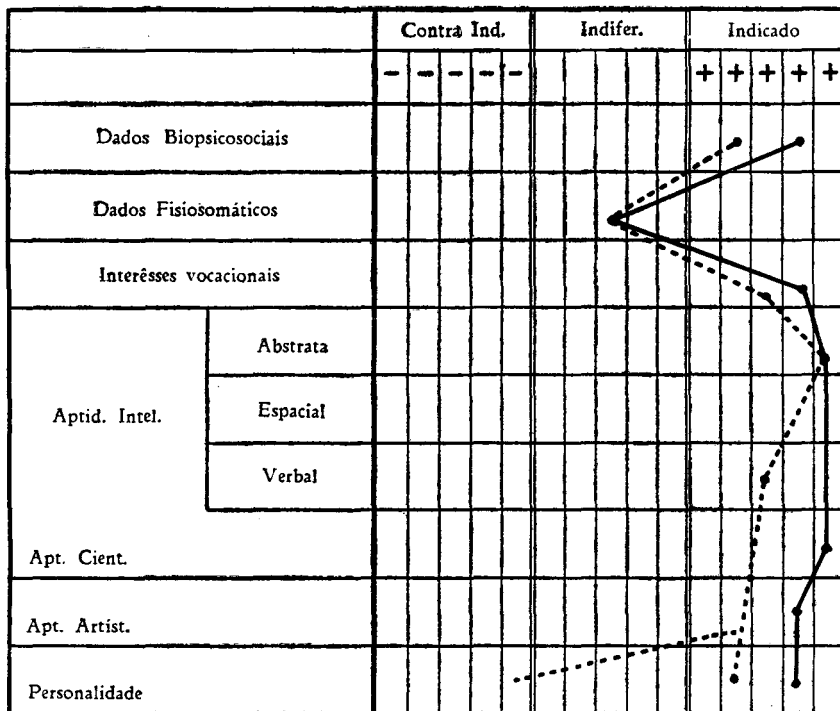 Contra Ind. Indifer. Indicado
- - - - - + + + + +
Dados Biopsicosociais
Dados Fisiosomáticos
Interêsses vocacionais
Abstrata
Aptid. Intel. Espacial
Verbal
Apt. Cient.
Apt. Artist.
Personalidade